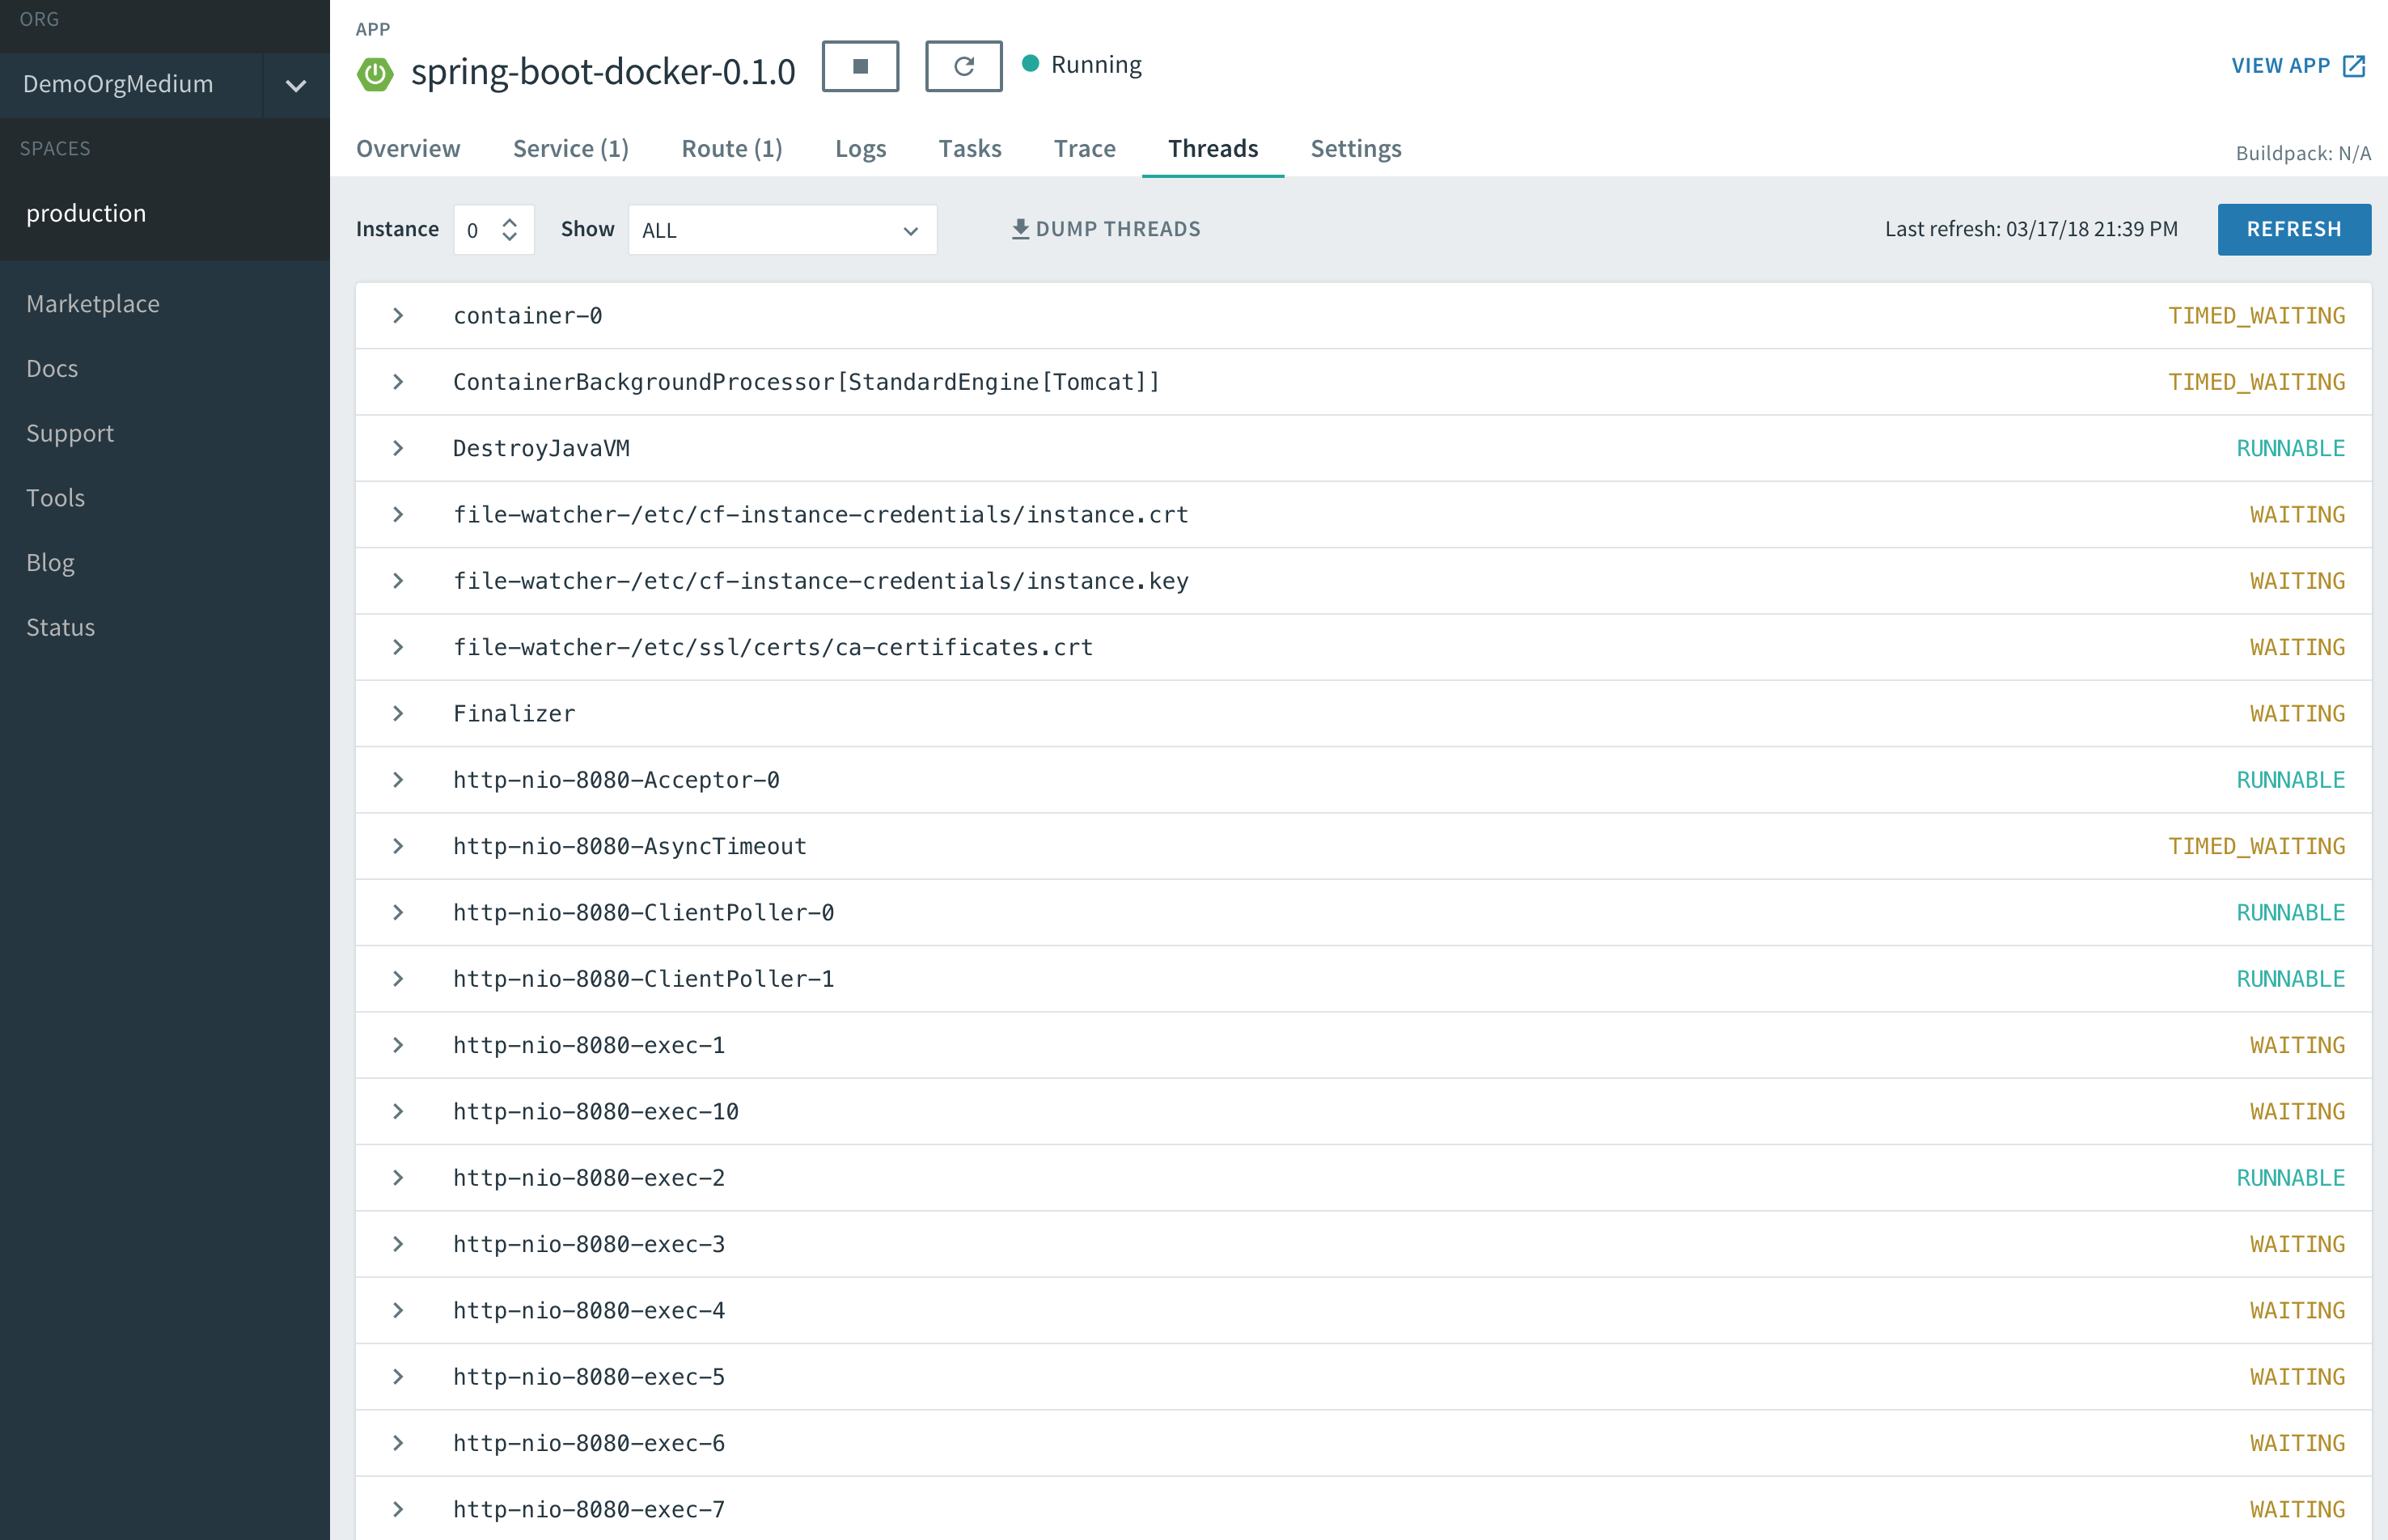 ORG
DemoOrgMedium
SPACES
production
Marketplace
Docs
Support
Tools
Blog
Status
APP
spring-boot-docker-0.1.0
Running
VIEW APP
Overview Service (1) Route (1) Logs Tasks Trace Threads Settings
Buildpack: N/A
Instance 0 Show ALL DUMP THREADS Last refresh: 03/17/18 21:39 PM REFRESH
container-0 TIMED_WAITING
ContainerBackgroundProcessor[StandardEngine[Tomcat]] TIMED_WAITING
DestroyJavaVM RUNNABLE
file-watcher-/etc/cf-instance-credentials/instance.crt WAITING
file-watcher-/etc/cf-instance-credentials/instance.key WAITING
file-watcher-/etc/ssl/certs/ca-certificates.crt WAITING
Finalizer WAITING
http-nio-8080-Acceptor-0 RUNNABLE
http-nio-8080-AsyncTimeout TIMED_WAITING
http-nio-8080-ClientPoller-0 RUNNABLE
http-nio-8080-ClientPoller-1 RUNNABLE
http-nio-8080-exec-1 WAITING
http-nio-8080-exec-10 WAITING
http-nio-8080-exec-2 RUNNABLE
http-nio-8080-exec-3 WAITING
http-nio-8080-exec-4 WAITING
http-nio-8080-exec-5 WAITING
http-nio-8080-exec-6 WAITING
http-nio-8080-exec-7 WAITING